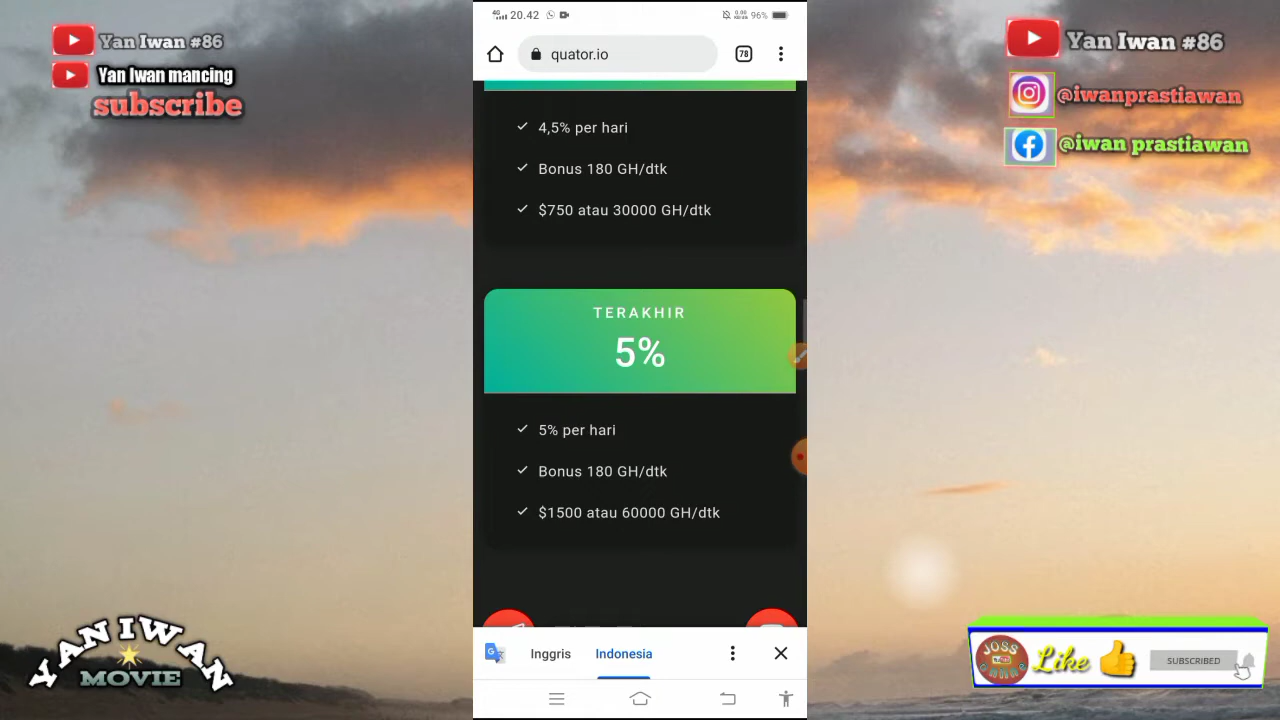 Yan Iwan #86
Yan Iwan mancing
subscribe
4G 20.42
96%
quator.io
78
4,5% per hari
Bonus 180 GH/dtk
$750 atau 30000 GH/dtk
TERAKHIR
5%
5% per hari
Bonus 180 GH/dtk
$1500 atau 60000 GH/dtk
Inggris
Indonesia
Yan Iwan #86
@iwanprastiawan
@iwan prastiawan
YAN IWAN
MOVIE
JOSS
Like
SUBSCRIBED